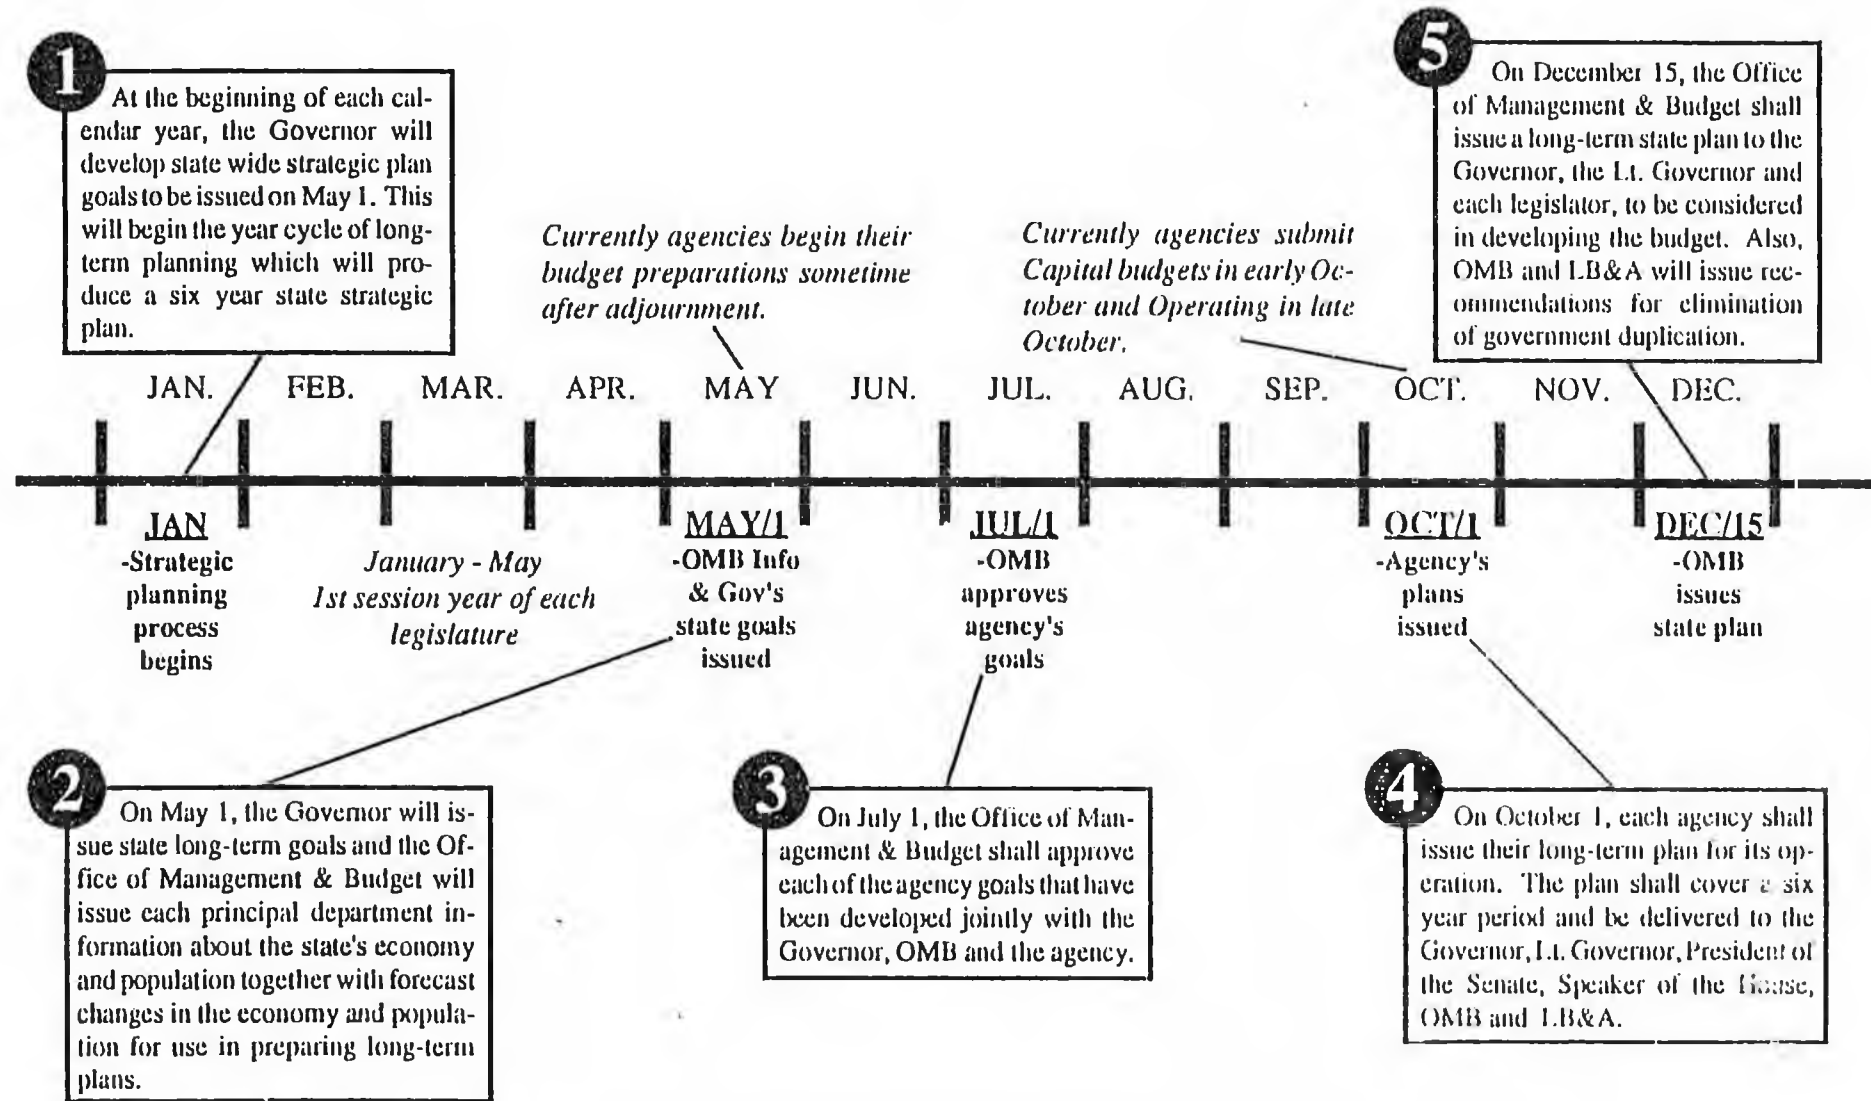 1
At the beginning of each cal-
endar year, the Governor will
develop state wide strategic plan
goals to be issued on May 1. This
will begin the year cycle of long-
term planning which will pro-
duce a six year state strategic
plan.
Currently agencies begin their
budget preparations sometime
after adjournment.
Currently agencies submit
Capital budgets in early Oc-
tober and Operating in late
October.
5
On December 15, the Office
of Management & Budget shall
issue a long-term state plan to the
Governor, the Lt. Governor and
each legislator, to be considered
in developing the budget. Also,
OMB and LB&A will issue rec-
ommendations for elimination
of government duplication.
JAN. FEB. MAR. APR. MAY JUN. JUL. AUG. SEP. OCT. NOV. DEC.
JAN
-Strategic
planning
process
begins
January - May
1st session year of each
legislature
MAY/1
-OMB Info
& Gov's
state goals
issued
JUL/1
-OMB
approves
agency's
goals
OCT/1
-Agency's
plans
issued
DEC/15
-OMB
issues
state plan
2
On May 1, the Governor will is-
sue state long-term goals and the Of-
fice of Management & Budget will
issue each principal department in-
formation about the state's economy
and population together with forecast
changes in the economy and popula-
tion for use in preparing long-term
plans.
3
On July 1, the Office of Man-
agement & Budget shall approve
each of the agency goals that have
been developed jointly with the
Governor, OMB and the agency.
4
On October 1, each agency shall
issue their long-term plan for its op-
eration. The plan shall cover a six
year period and be delivered to the
Governor, Lt. Governor, President of
the Senate, Speaker of the House,
OMB and LB&A.